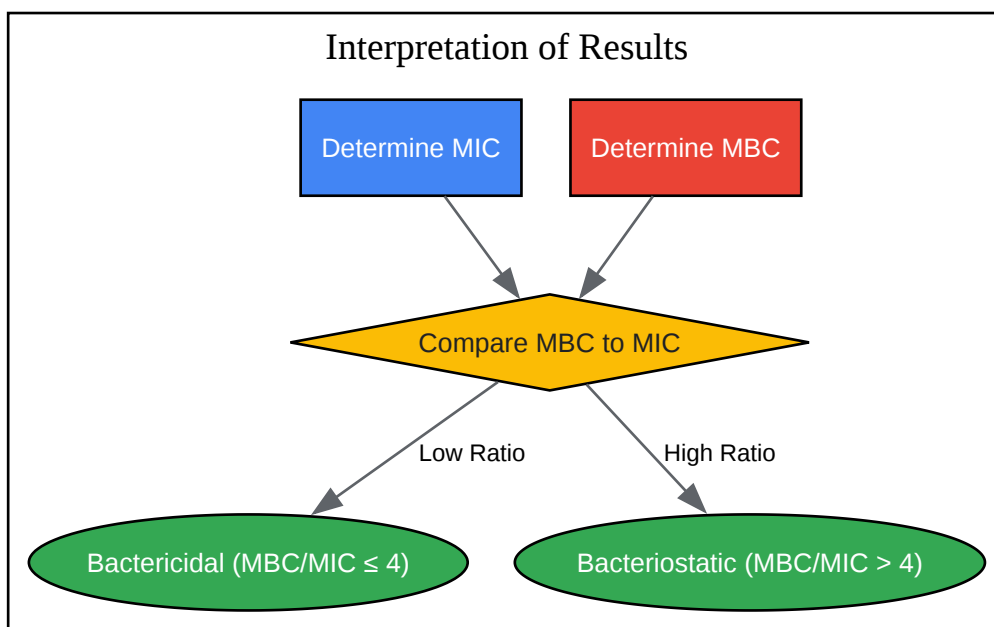 Interpretation of Results
Determine MIC
Determine MBC
Compare MBC to MIC
Low Ratio
High Ratio
Bactericidal (MBC/MIC ≤ 4)
Bacteriostatic (MBC/MIC > 4)